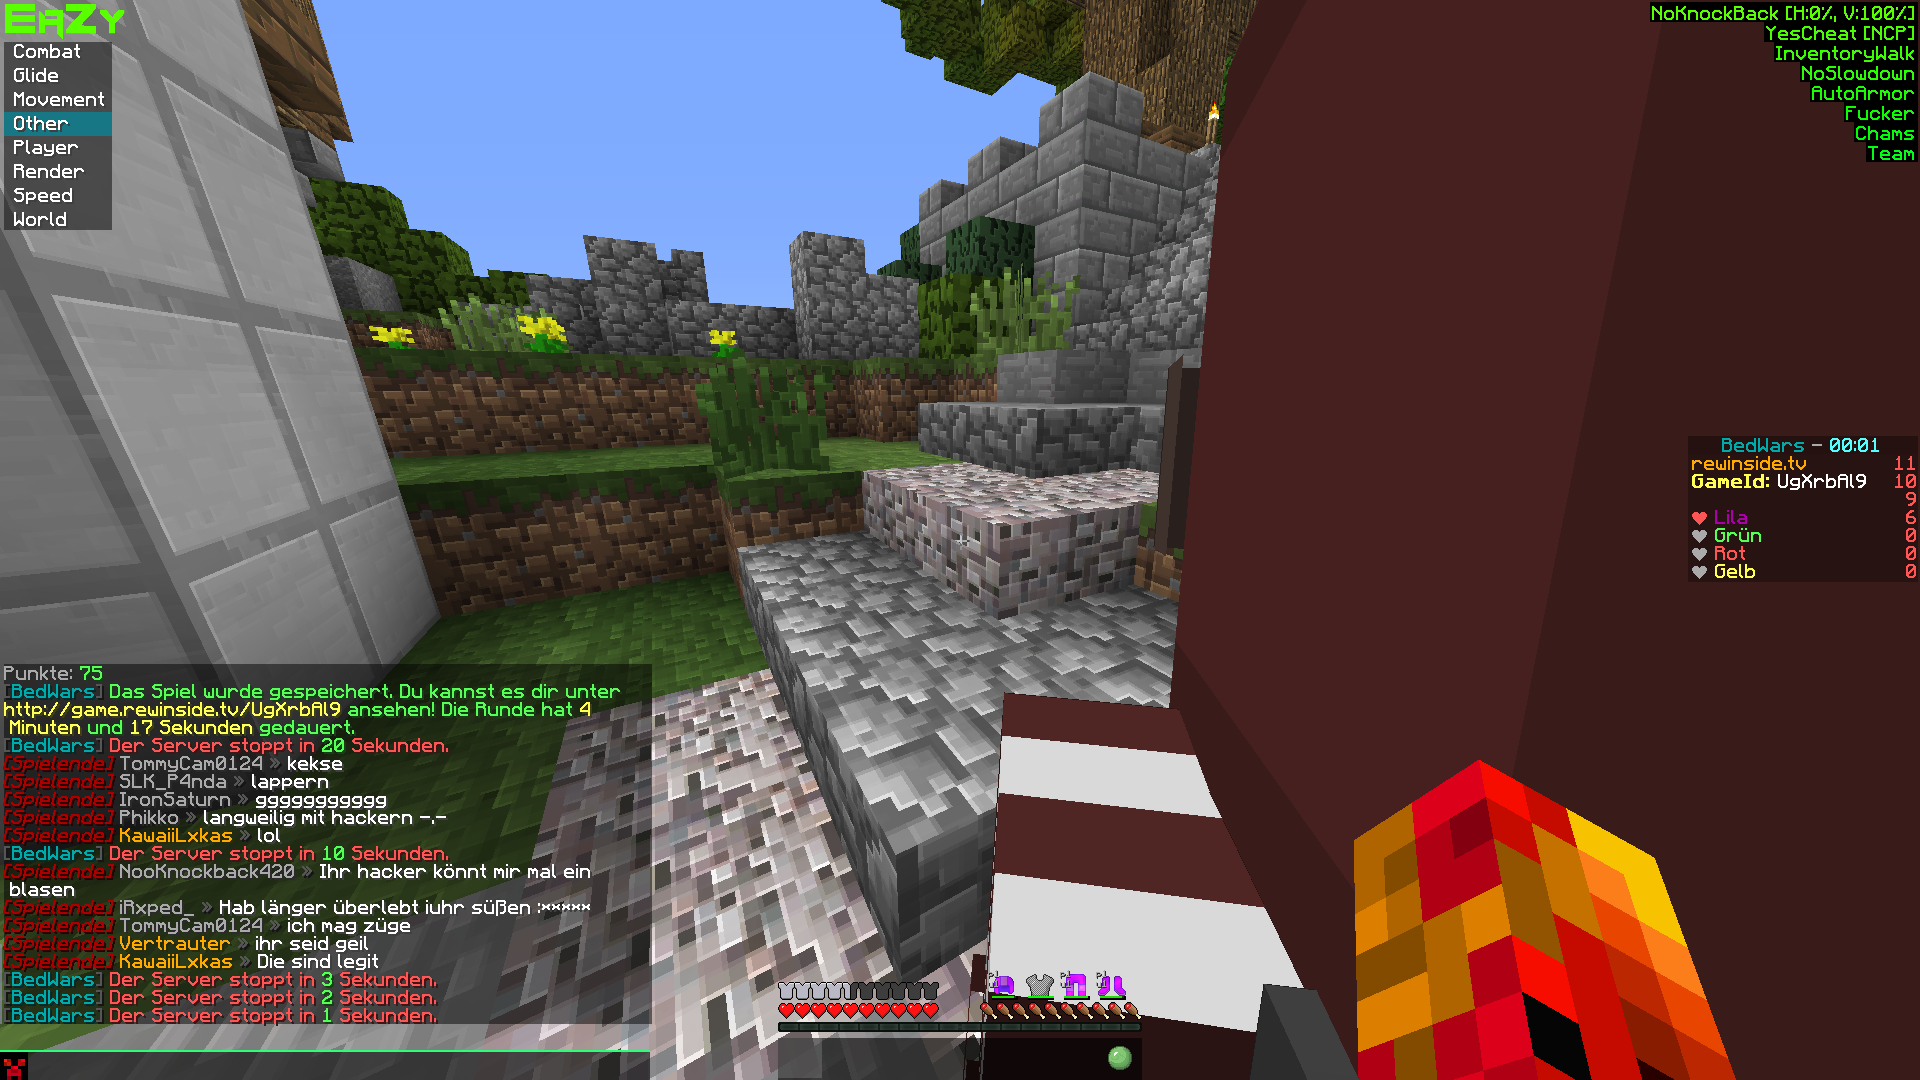 EaZy
Combat
Glide
Movement
Other
Player
Render
Speed
World
NoKnockBack [H:0%, V:100%]
YesCheat [NCP]
InventoryWalk
NoSlowdown
AutoArmor
Fucker
Chams
Team
BedWars - 00:01
rewinside.tv 11
GameId: UgXrbAl9 10
9
Lila 6
Grün 0
Rot 0
Gelb 0
Punkte: 75
[BedWars] Das Spiel wurde gespeichert. Du kannst es dir unter
http://game.rewinside.tv/UgXrbAl9 ansehen! Die Runde hat 4
Minuten und 17 Sekunden gedauert.
[BedWars] Der Server stoppt in 20 Sekunden.
[Spielende] TommyCam0124 » kekse
[Spielende] SLK_P4nda » lappern
[Spielende] IronSaturn » ggggggggggg
[Spielende] Phikko » langweilig mit hackern -.-
[Spielende] KawaiiLxkas » lol
[BedWars] Der Server stoppt in 10 Sekunden.
[Spielende] NooKnockback420 » Ihr hacker könnt mir mal ein
blasen
[Spielende] iRxped_ » Hab länger überlebt iuhr süßen :*****
[Spielende] TommyCam0124 » ich mag züge
[Spielende] Vertrauter » ihr seid geil
[Spielende] KawaiiLxkas » Die sind legit
[BedWars] Der Server stoppt in 3 Sekunden.
[BedWars] Der Server stoppt in 2 Sekunden.
[BedWars] Der Server stoppt in 1 Sekunden.